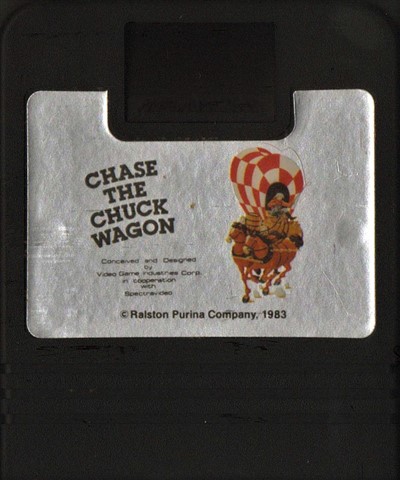 CHASE
THE
CHUCK
WAGON
Conceived and Designed
by
Video Game Industries Corp.
in cooperation
with
Spectravideo
© Ralston Purina Company, 1983